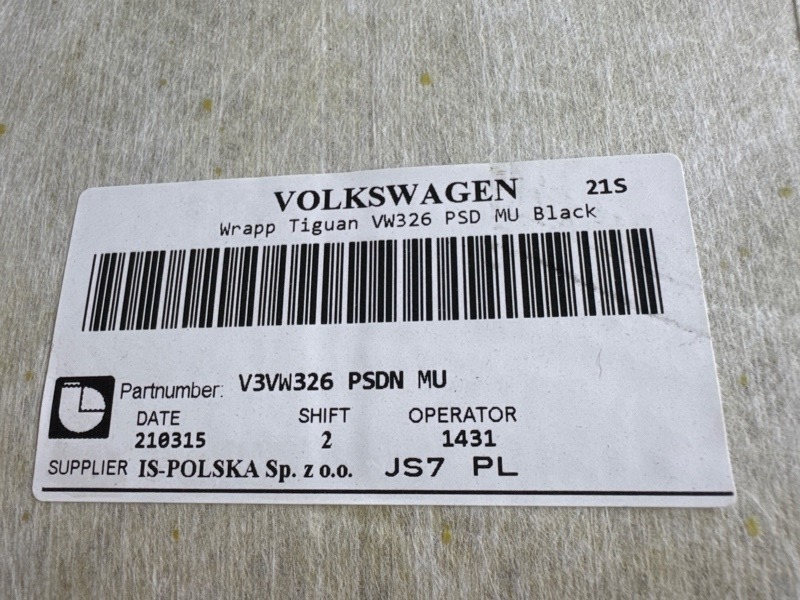 VOLKSWAGEN 21S
Wrapp Tiguan VW326 PSD MU Black
Partnumber: V3VW326 PSDN MU
DATE SHIFT OPERATOR
210315 2 1431
SUPPLIER IS-POLSKA Sp. z o.o. JS7 PL